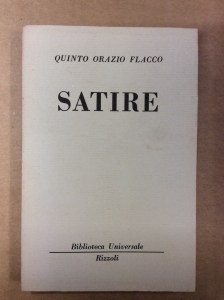 QUINTO ORAZIO FLACCO
SATIRE
Biblioteca Universale
Rizzoli